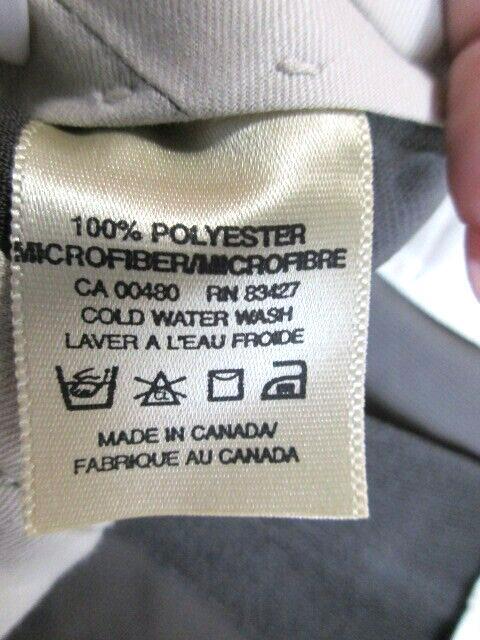 100% POLYESTER
MICROFIBER/MICROFIBRE
CA 00480 RN 83427
COLD WATER WASH
LAVER A L'EAU FROIDE
CL
MADE IN CANADA/
FABRIQUE AU CANADA